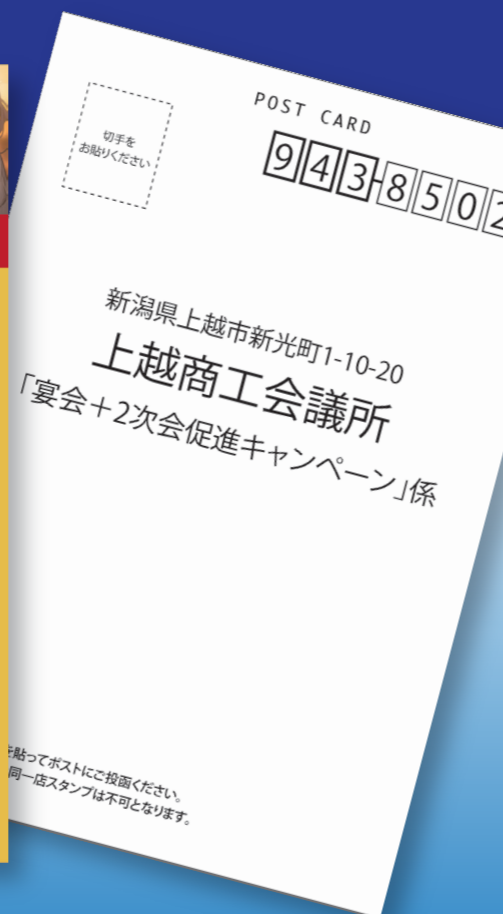 POST CARD
切手を
お貼りください
943-8502
新潟県上越市新光町1-10-20
上越商工会議所
「宴会＋2次会促進キャンペーン」係
を貼ってポストにご投函ください。
同一店スタンプは不可となります。